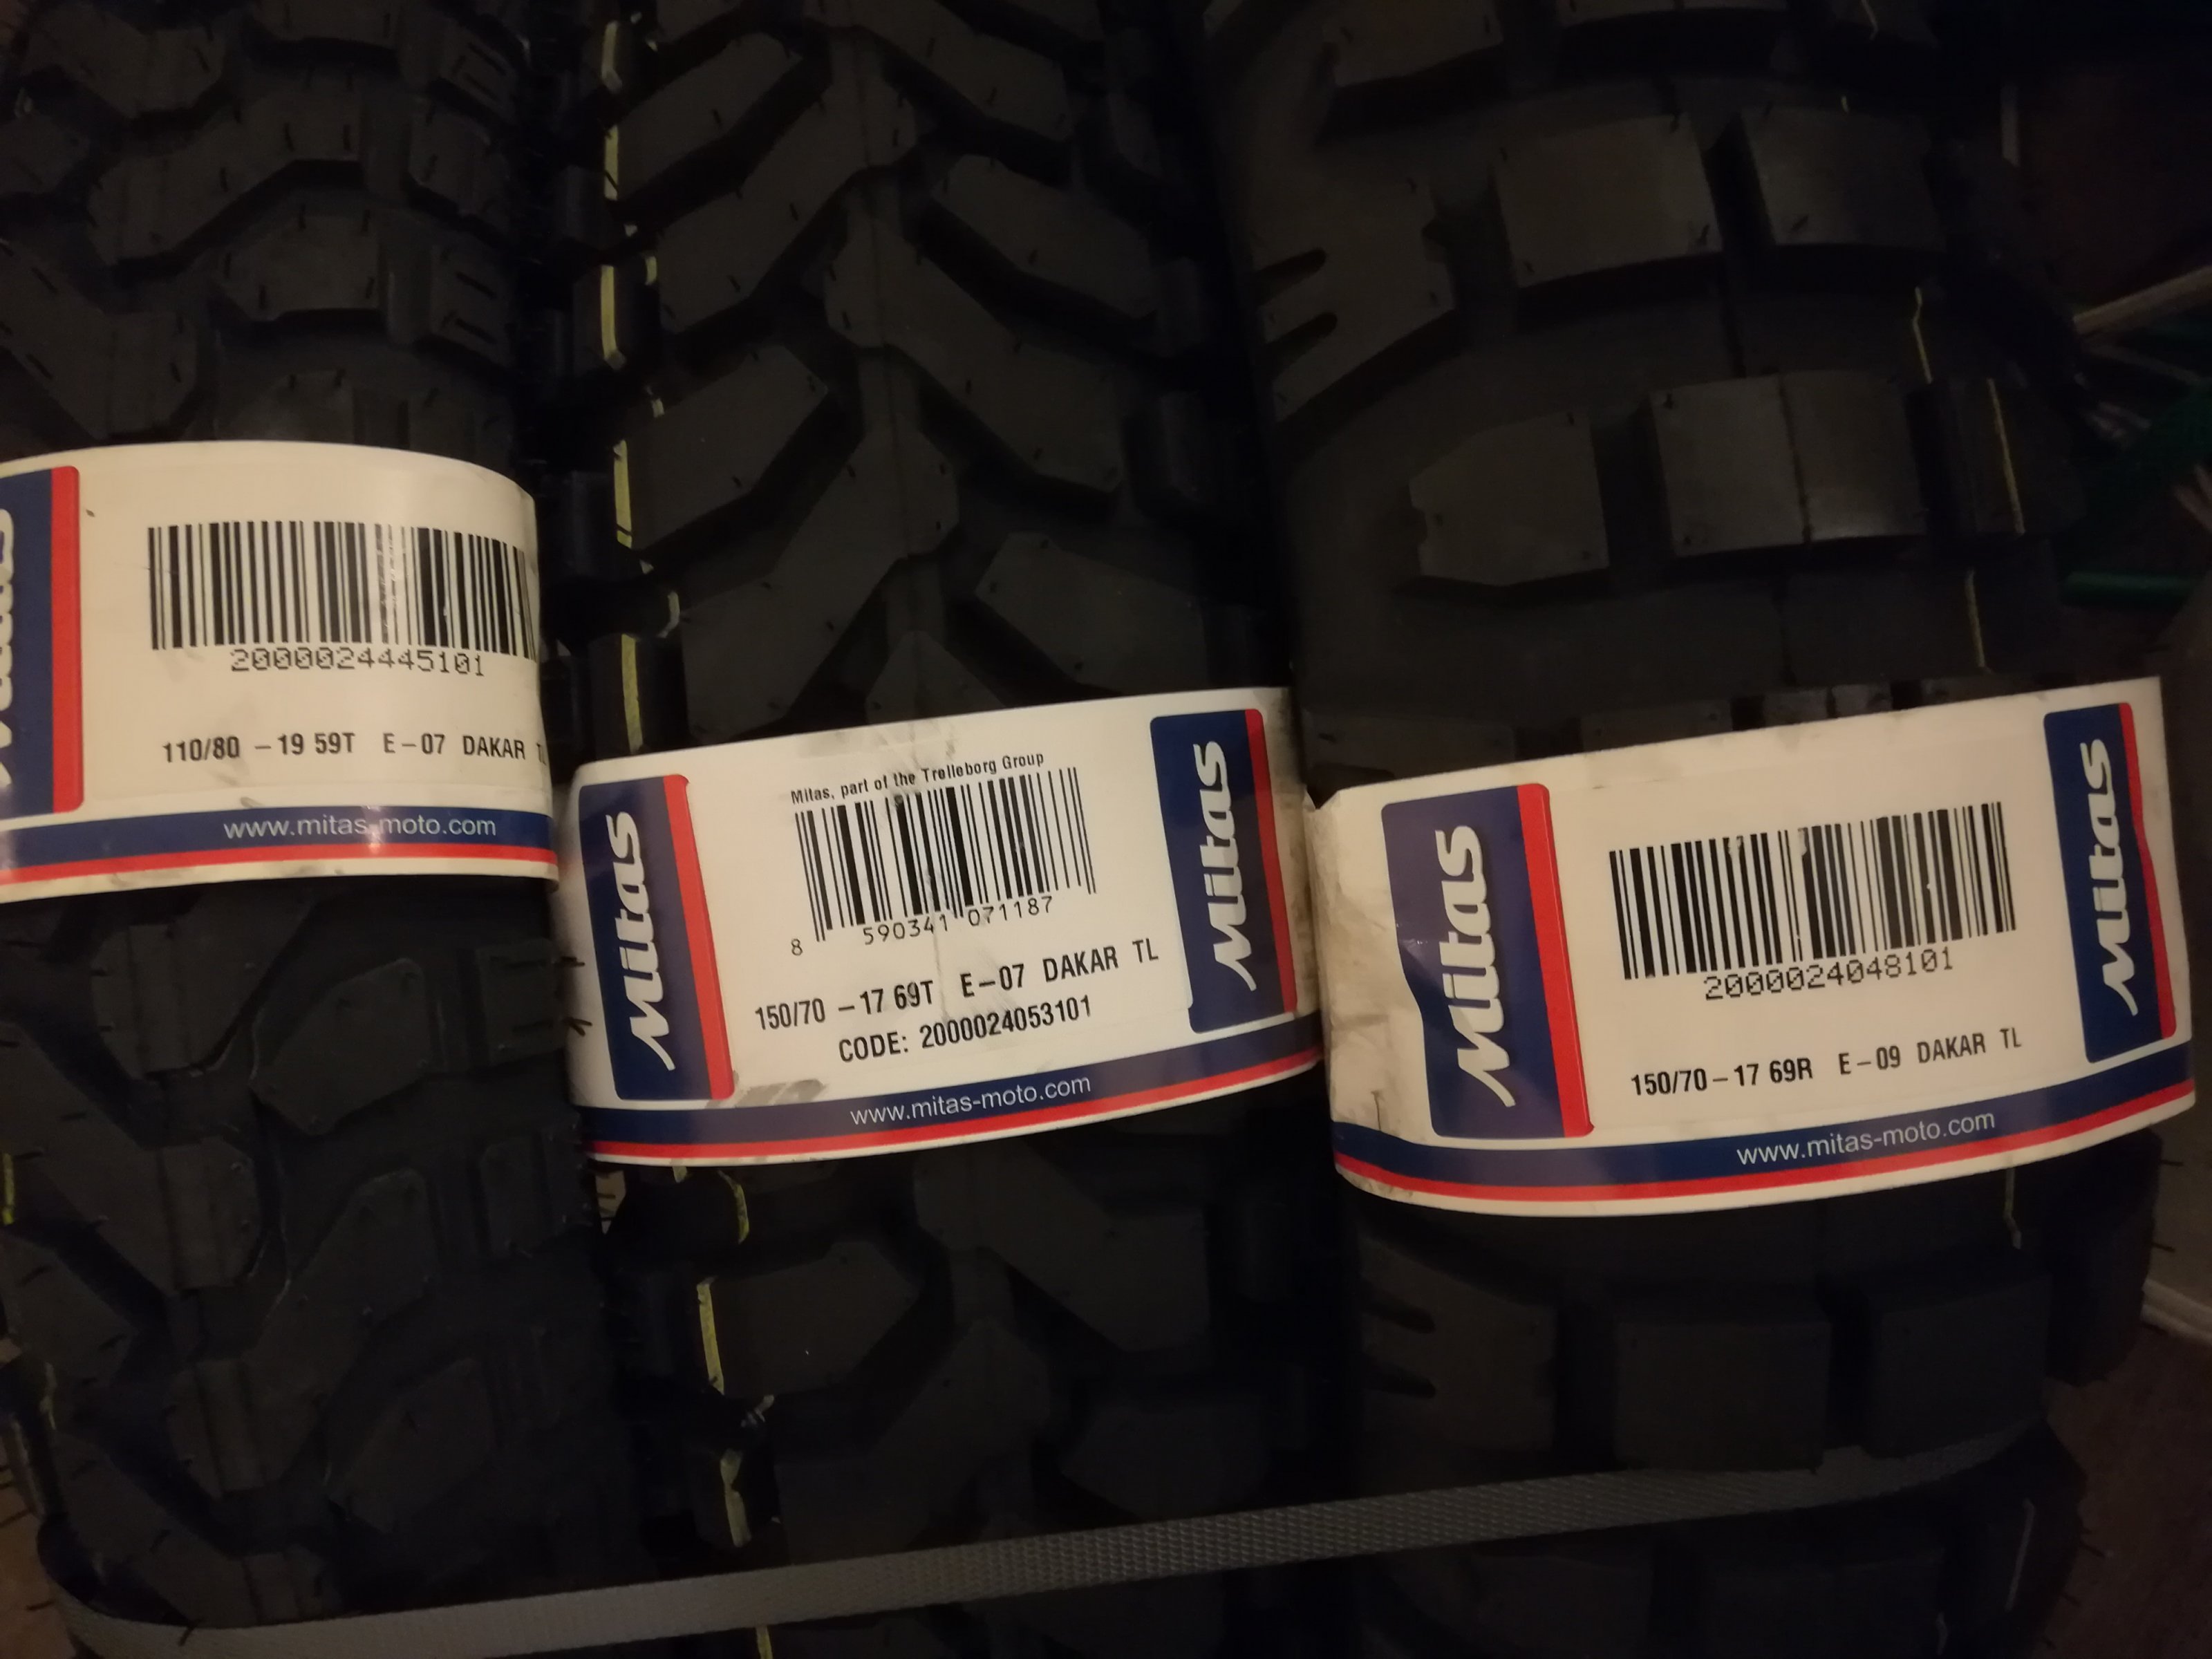 2000024445101
110/80 - 19 59T E-07 DAKAR
www.mitas-moto.com
Mitas
Mitas, part of the Trelleborg Group
8 590341 071187
150/70 - 17 69T E-07 DAKAR TL
CODE: 2000024053101
www.mitas-moto.com
Mitas
Mitas
2000024048101
150/70 - 17 69R E-09 DAKAR TL
www.mitas-moto.com
Mitas